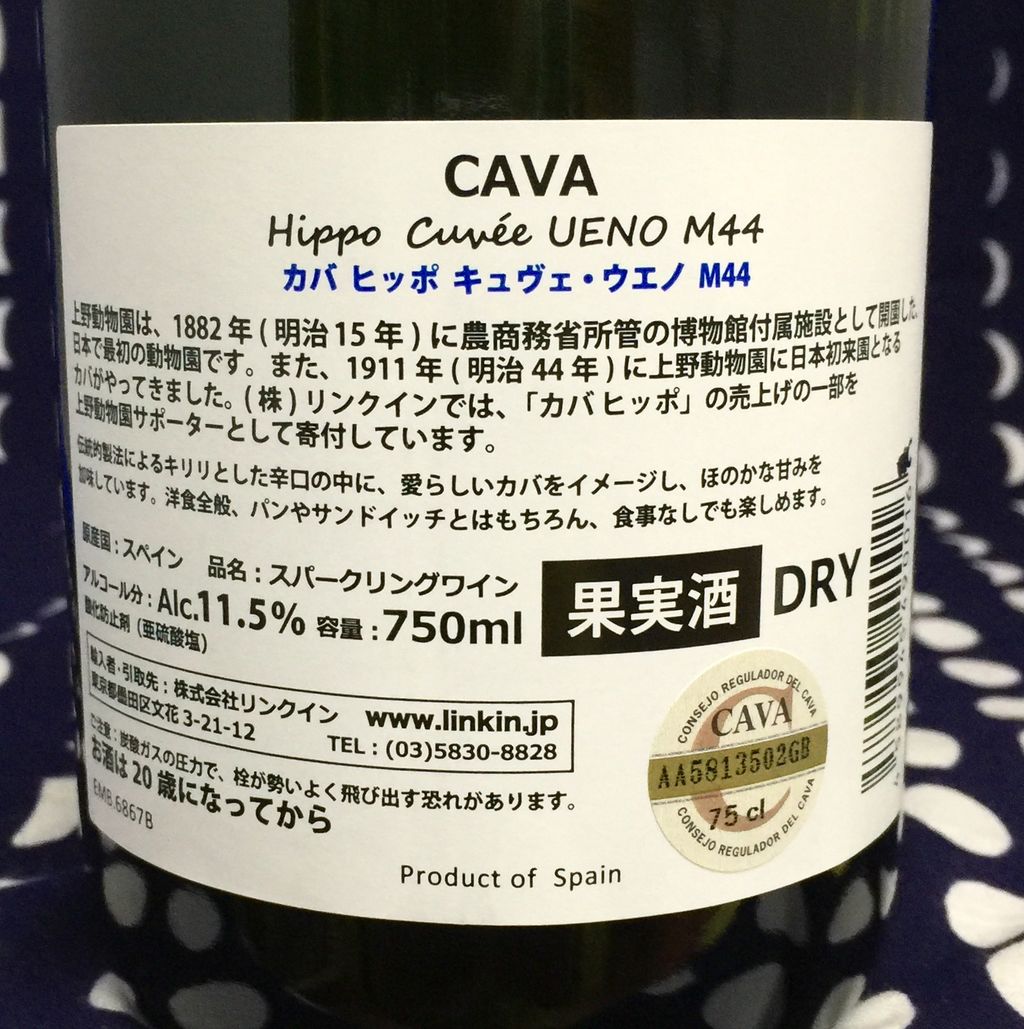 CAVA
Hippo Cuvée UENO M44
カバ ヒッポ キュヴェ・ウエノ M44
上野動物園は、1882 年 ( 明治 15 年 ) に農商務省所管の博物館付属施設として開園した、
日本で最初の動物園です。また、1911 年 ( 明治 44 年 ) に上野動物園に日本初来園となる
カバがやってきました。( 株 ) リンクインでは、「カバ ヒッポ」の売上げの一部を
上野動物園サポーターとして寄付しています。
伝統的製法によるキリリとした辛口の中に、愛らしいカバをイメージし、ほのかな甘みを
加味しています。洋食全般、パンやサンドイッチとはもちろん、食事なしでも楽しめます。
原産国 : スペイン 品名 : スパークリングワイン
アルコール分 : Alc.11.5% 容量 : 750ml
酸化防止剤（亜硫酸塩）
果実酒 DRY
輸入者・引取先 : 株式会社リンクイン www.linkin.jp
東京都墨田区文花 3-21-12 TEL : (03)5830-8828
ご注意 : 炭酸ガスの圧力で、栓が勢いよく飛び出す恐れがあります。
お酒は 20 歳になってから
EMB.6867B
CONSEJO REGULADOR DEL CAVA
CAVA
AA5813502GB
75 cl
CONSEJO REGULADOR DEL CAVA
Product of Spain